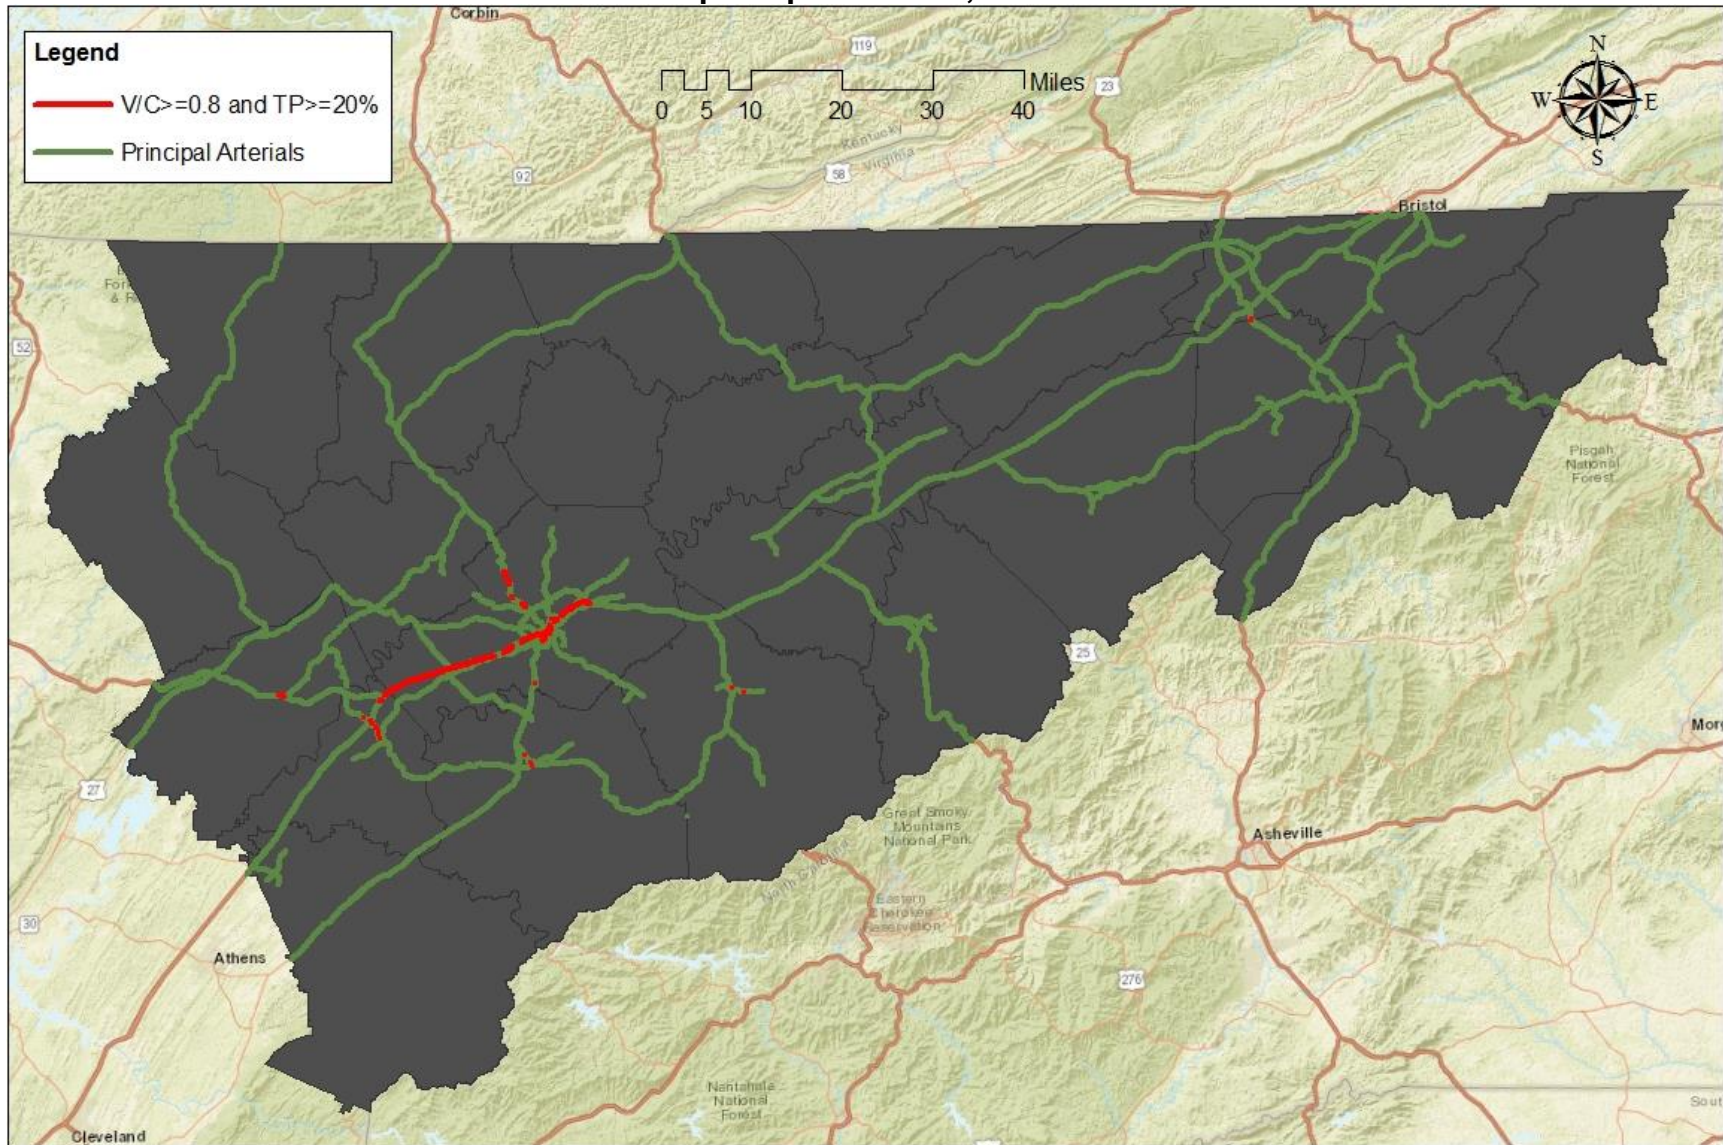 Corbin
Legend
V/C>=0.8 and TP>=20%
Principal Arterials
119
Miles
0 5 10 20 30 40
23
N
W E
S
Kentucky
Virginia
92
58
Bristol
52
Pisgah
National
Forest
25
27
Great Smoky
Mountains
National Park
North Carolina
Asheville
Eastern
Cherokee
Reservation
30
Athens
276
Nantahala
National
Forest
Cleveland